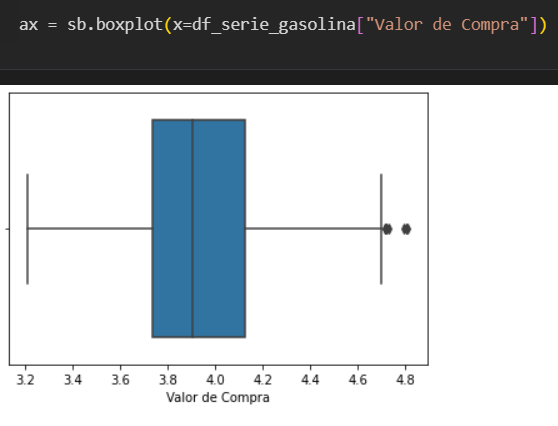 ax = sb.boxplot(x=df_serie_gasolina["Valor de Compra"])
3.2 3.4 3.6 3.8 4.0 4.2 4.4 4.6 4.8
Valor de Compra